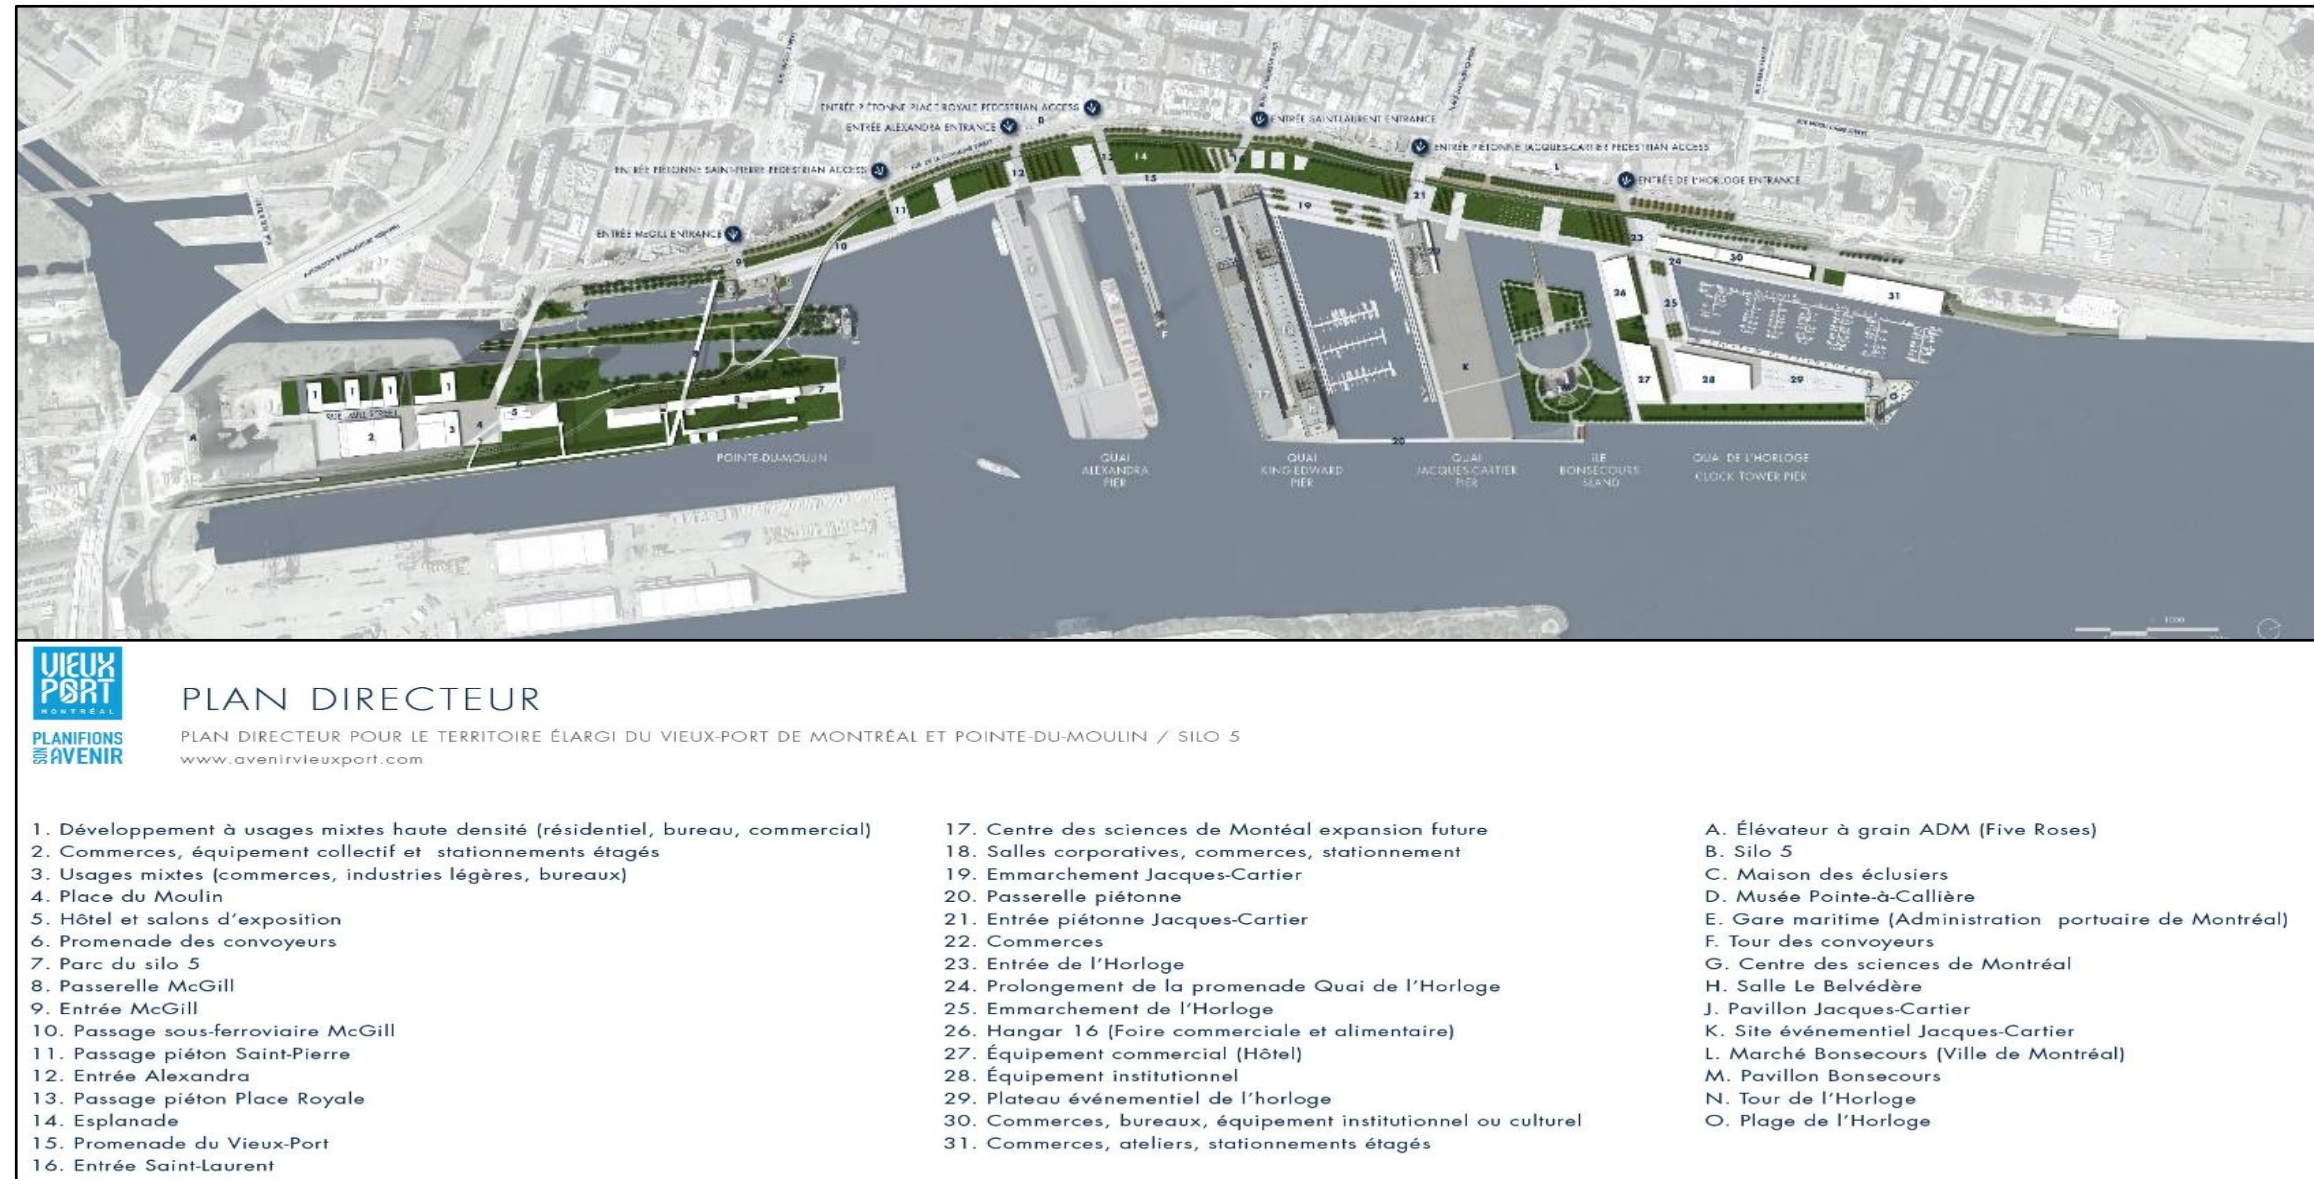 ENTRÉE PIÉTONNE PLACE ROYALE PEDESTRIAN ACCESS
ENTRÉE ALEXANDRA ENTRANCE
ENTRÉE SAINT-LAURENT ENTRANCE
ENTRÉE PIÉTONNE JACQUES-CARTIER PEDESTRIAN ACCESS
ENTRÉE PIÉTONNE SAINT-PIERRE PEDESTRIAN ACCESS
ENTRÉE DE L'HORLOGE ENTRANCE
ENTRÉE McGILL ENTRANCE
POINTE-DU-MOULIN
QUAI
ALEXANDRA
PIER
QUAI
KING-EDWARD
PIER
QUAI
JACQUES-CARTIER
PIER
ÎLE
BONSECOURS
ISLAND
QUAI DE L'HORLOGE
CLOCK TOWER PIER
VIEUX
PORT
MONTRÉAL
PLANIFIONS
SON AVENIR
PLAN DIRECTEUR
PLAN DIRECTEUR POUR LE TERRITOIRE ÉLARGI DU VIEUX-PORT DE MONTRÉAL ET POINTE-DU-MOULIN / SILO 5
www.avenirvieuxport.com
1. Développement à usages mixtes haute densité (résidentiel, bureau, commercial)
2. Commerces, équipement collectif et stationnements étagés
3. Usages mixtes (commerces, industries légères, bureaux)
4. Place du Moulin
5. Hôtel et salons d'exposition
6. Promenade des convoyeurs
7. Parc du silo 5
8. Passerelle McGill
9. Entrée McGill
10. Passage sous-ferroviaire McGill
11. Passage piéton Saint-Pierre
12. Entrée Alexandra
13. Passage piéton Place Royale
14. Esplanade
15. Promenade du Vieux-Port
16. Entrée Saint-Laurent
17. Centre des sciences de Montéal expansion future
18. Salles corporatives, commerces, stationnement
19. Emmarchement Jacques-Cartier
20. Passerelle piétonne
21. Entrée piétonne Jacques-Cartier
22. Commerces
23. Entrée de l'Horloge
24. Prolongement de la promenade Quai de l'Horloge
25. Emmarchement de l'Horloge
26. Hangar 16 (Foire commerciale et alimentaire)
27. Équipement commercial (Hôtel)
28. Équipement institutionnel
29. Plateau événementiel de l'horloge
30. Commerces, bureaux, équipement institutionnel ou culturel
31. Commerces, ateliers, stationnements étagés
A. Élévateur à grain ADM (Five Roses)
B. Silo 5
C. Maison des éclusiers
D. Musée Pointe-à-Callière
E. Gare maritime (Administration portuaire de Montréal)
F. Tour des convoyeurs
G. Centre des sciences de Montréal
H. Salle Le Belvédère
J. Pavillon Jacques-Cartier
K. Site événementiel Jacques-Cartier
L. Marché Bonsecours (Ville de Montréal)
M. Pavillon Bonsecours
N. Tour de l'Horloge
O. Plage de l'Horloge